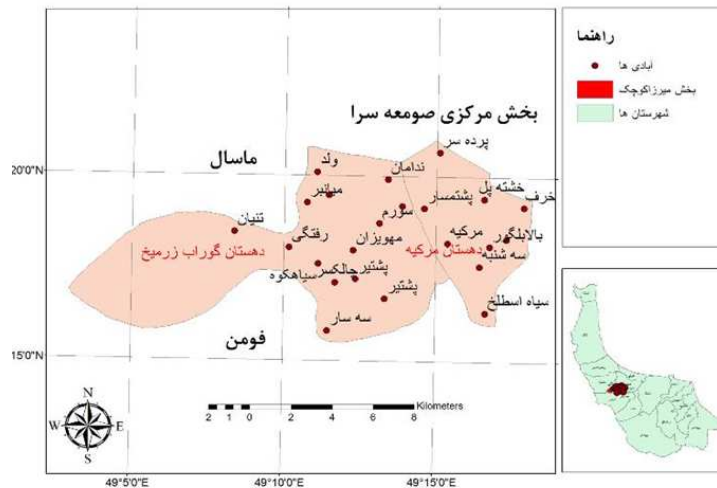 راهنما
آبادی ها
بخش میرزاکوچک
شهرستان ها
بخش مرکزی صومعه سرا
ماسال
فومن
پرده سر
ولد
ندامان
خشته پل
خرف
میانبر
پشتمسار
سورم
تنیان
بالابلگور
مرکیه
رفتگی
مهویزان
سه شنبه
دهستان مرکیه
دهستان گوراب زرمیخ
پشتیر
جالکسر
سیاهکوه
پشتیر
سیاه اسطلخ
سه سار
20°0'N
15°0'N
2 1 0 2 4 6 8
Kilometers
N
W E
S
49°5'0"E
49°10'0"E
49°15'0"E